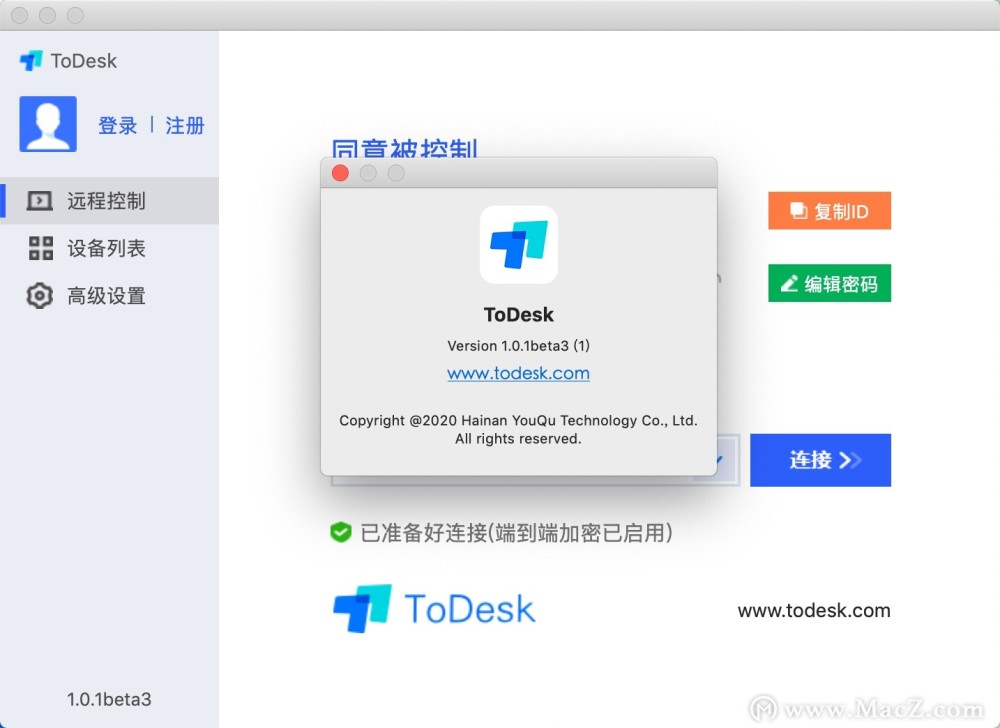 ToDesk
登录 | 注册
远程控制
设备列表
高级设置
1.0.1beta3
同意被控制
复制ID
编辑密码
ToDesk
Version 1.0.1beta3 (1)
www.todesk.com
Copyright @2020 Hainan YouQu Technology Co., Ltd.
All rights reserved.
连接
已准备好连接(端到端加密已启用)
ToDesk
www.todesk.com
www.MacZ.com